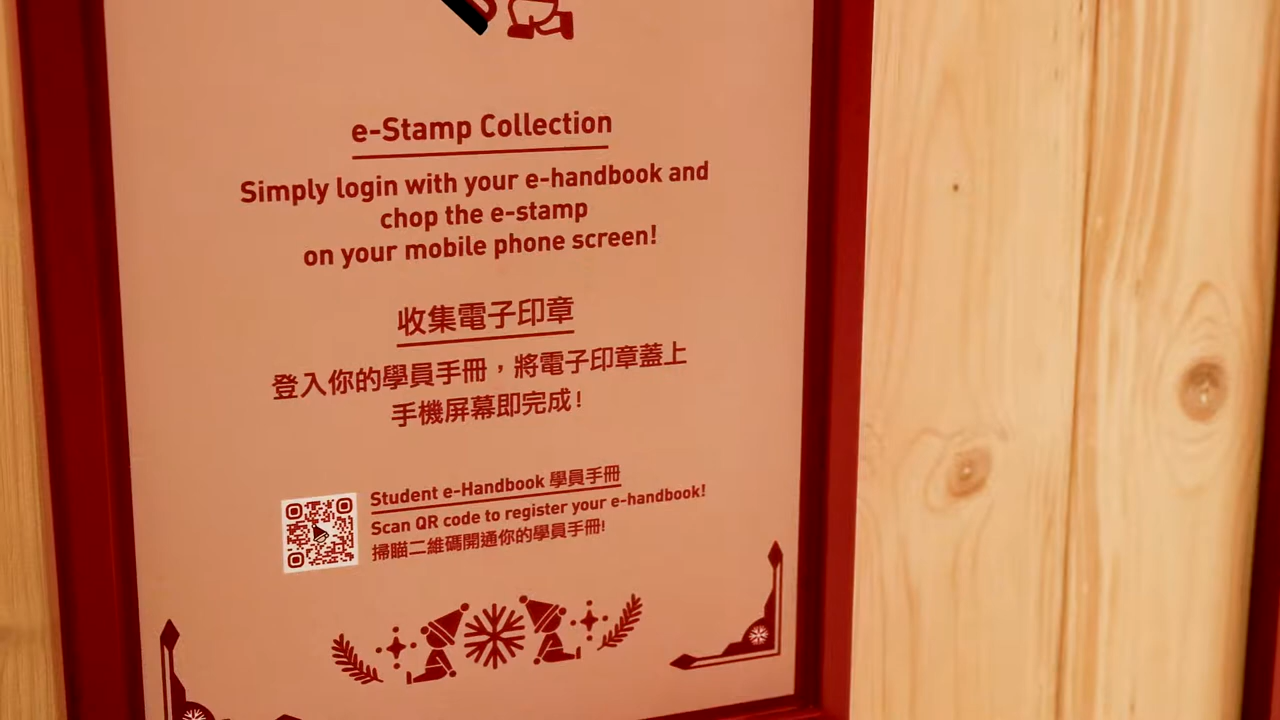 e-Stamp Collection
Simply login with your e-handbook and
chop the e-stamp
on your mobile phone screen!
收集電子印章
登入你的學員手冊，將電子印章蓋上
手機屏幕即完成!
Student e-Handbook 學員手冊
Scan QR code to register your e-handbook!
掃瞄二維碼開通你的學員手冊!